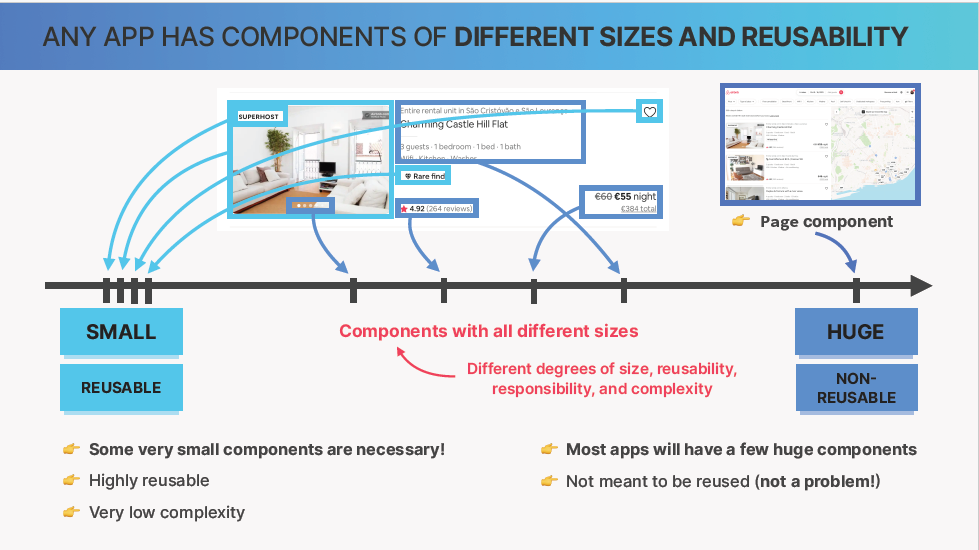 ANY APP HAS COMPONENTS OF DIFFERENT SIZES AND REUSABILITY
SUPERHOST
Entire rental unit in São Cristóvão e São Lourenço
Charming Castle Hill Flat
3 guests · 1 bedroom · 1 bed · 1 bath
Wifi · Kitchen · Washer
Rare find
4.92 (264 reviews)
€60 €55 night
€384 total
👉 Page component
SMALL
REUSABLE
Components with all different sizes
Different degrees of size, reusability,
responsibility, and complexity
HUGE
NON-
REUSABLE
👉 Some very small components are necessary!
👉 Highly reusable
👉 Very low complexity
👉 Most apps will have a few huge components
👉 Not meant to be reused (not a problem!)